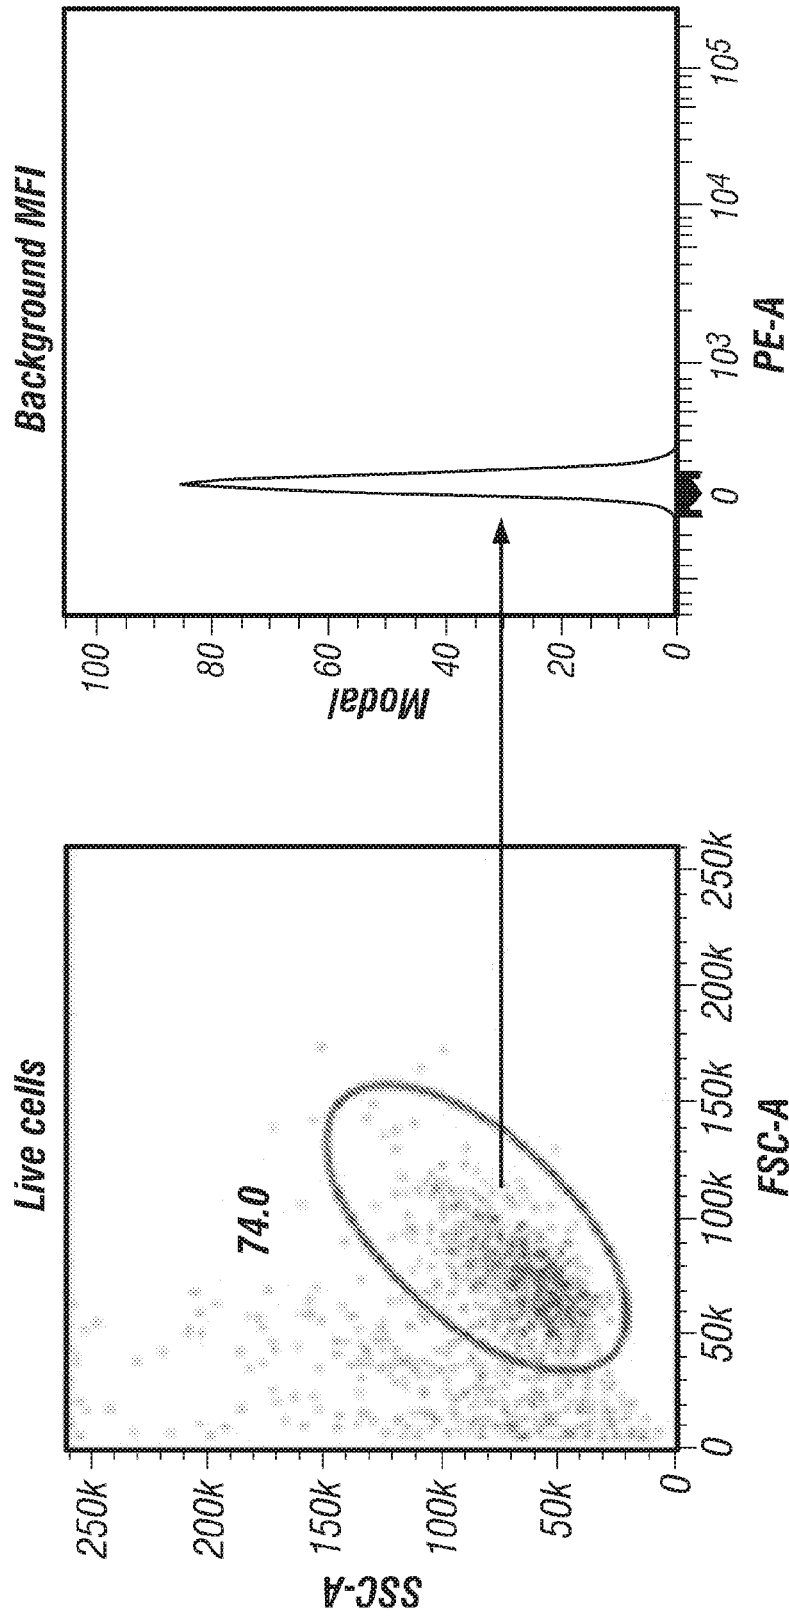 Live cells
SSC-A
250k
200k
150k
100k
50k
0
74.0
0
50k
100k
150k
200k
250k
FSC-A
Background MFI
Modal
100
80
60
40
20
0
0
10³
10⁴
10⁵
PE-A